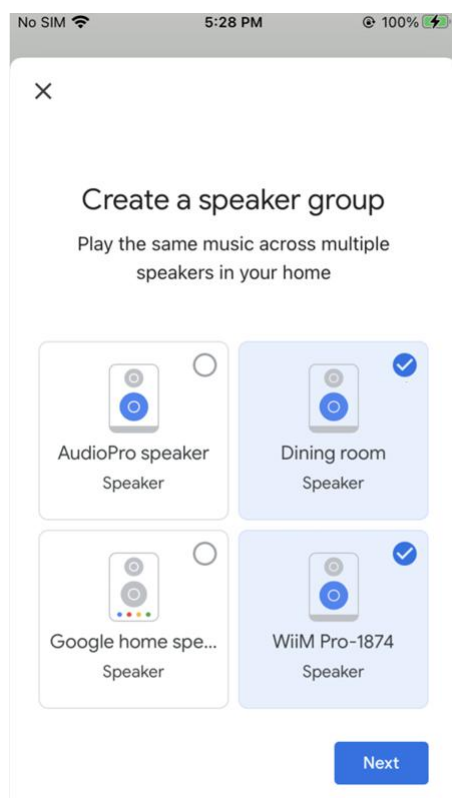 No SIM 5:28 PM 100%
Create a speaker group
Play the same music across multiple
speakers in your home
AudioPro speaker
Speaker
Dining room
Speaker
Google home spe...
Speaker
WiiM Pro-1874
Speaker
Next